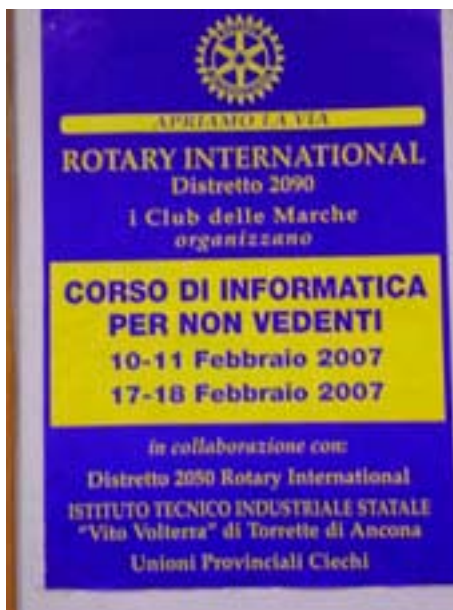 APRIAMO LA VIA
ROTARY INTERNATIONAL
Distretto 2090
i Club delle Marche
organizzano
CORSO DI INFORMATICA
PER NON VEDENTI
10-11 Febbraio 2007
17-18 Febbraio 2007
in collaborazione con:
Distretto 2050 Rotary International
ISTITUTO TECNICO INDUSTRIALE STATALE
"Vito Volterra" di Torrette di Ancona
Unioni Provinciali Ciechi